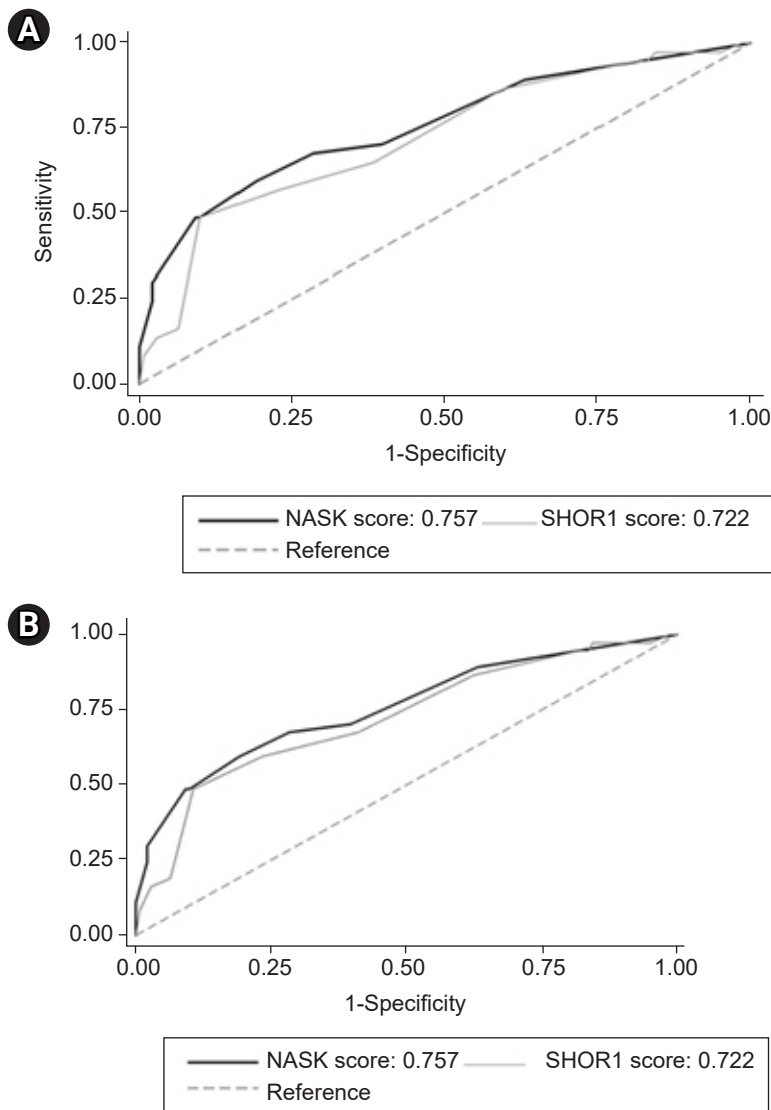 A
1.00
0.75
0.50
0.25
0.00
Sensitivity
0.00 0.25 0.50 0.75 1.00
1-Specificity
NASK score: 0.757 SHOR1 score: 0.722
Reference
B
1.00
0.75
0.50
0.25
0.00
0.00 0.25 0.50 0.75 1.00
1-Specificity
NASK score: 0.757 SHOR1 score: 0.722
Reference